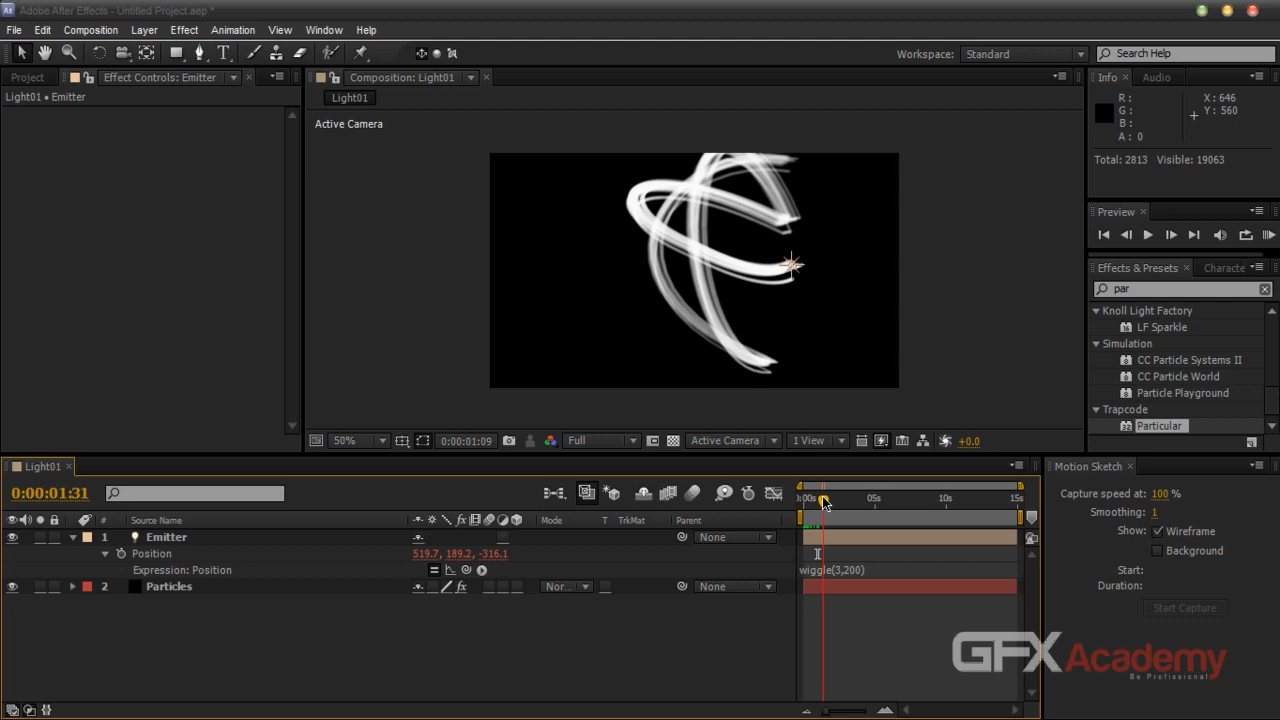 Adobe After Effects - Untitled Project.aep *
File Edit Composition Layer Effect Animation View Window Help
Workspace: Standard Search Help
Project Effect Controls: Emitter
Light01 • Emitter
Composition: Light01
Light01
Active Camera
50% 0:00:01:09 Full Active Camera 1 View +0.0
Info Audio
R :
G :
B :
A : 0
X : 646
Y : 560
Total: 2813 Visible: 19063
Preview
Effects & Presets Characte
par
Knoll Light Factory
LF Sparkle
Simulation
CC Particle Systems II
CC Particle World
Particle Playground
Trapcode
Particular
Light01
0:00:01:31
# Source Name Mode T TrkMat Parent
1 Emitter None
Position 519.7, 189.2, -316.1
Expression: Position wiggle(3,200)
2 Particles Nor... None
05s 10s 15s
Motion Sketch
Capture speed at: 100 %
Smoothing: 1
Show: Wireframe
Background
Start:
Duration:
Start Capture
GFXAcademy
Be Profissional